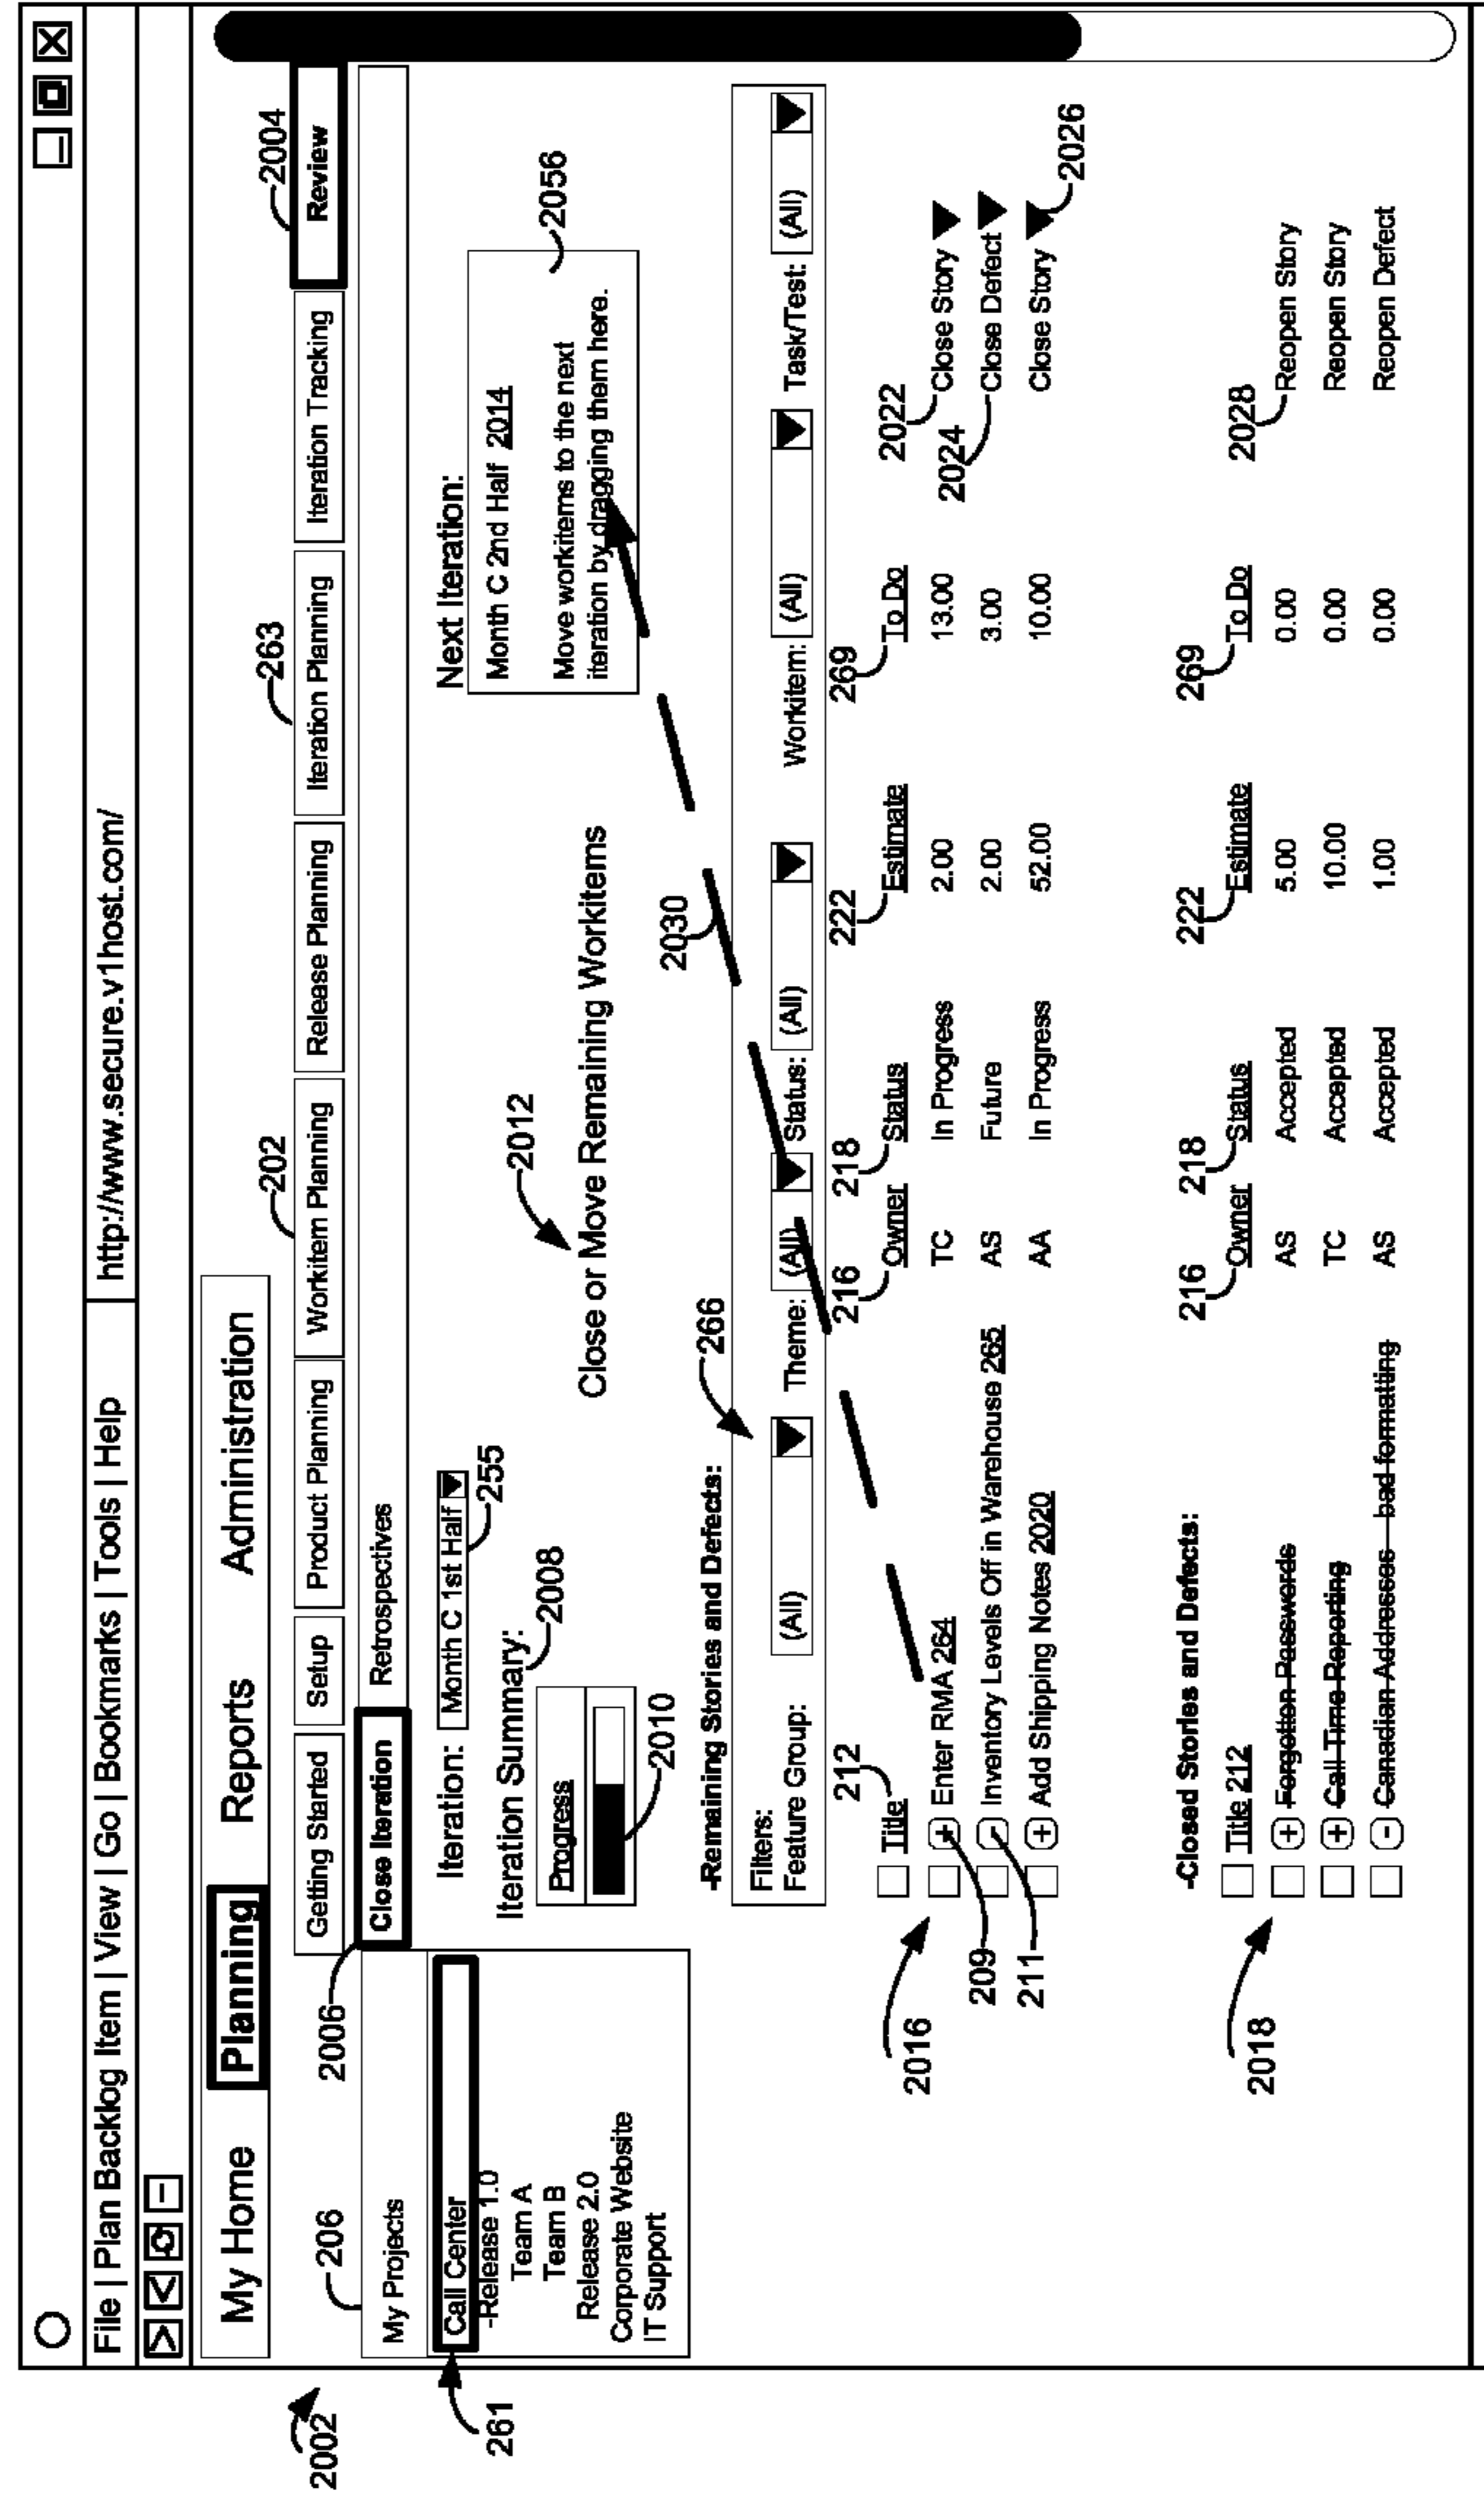 File | Plan Backlog Item | View | Go | Bookmarks | Tools | Help
http://www.secure.v1host.com/
2002
My Home
Planning
Reports
Administration
202
263
2004
Getting Started
Setup
Product Planning
Workitem Planning
Release Planning
Iteration Planning
Iteration Tracking
Review
2006
Close Iteration
Retrospectives
206
My Projects
261
Call Center
-Release 1.0
Team A
Team B
Release 2.0
Corporate Website
IT Support
Iteration:
Month C 1st Half
255
Iteration Summary:
2008
Progress
2010
2012
Close or Move Remaining Workitems
2030
Next Iteration:
Month C 2nd Half 2014
Move workitems to the next
iteration by dragging them here.
2056
-Remaining Stories and Defects:
266
Filters:
Feature Group:
(All)
Theme:
(All)
Status:
(All)
Workitem:
(All)
Task/Test:
(All)
212
216
218
222
269
2022
Title
Owner
Status
Estimate
To Do
2016
Enter RMA 264
TC
In Progress
2.00
13.00
Close Story
2024
209
Inventory Levels Off in Warehouse 265
AS
Future
2.00
3.00
Close Defect
211
Add Shipping Notes 2020
AA
In Progress
52.00
10.00
Close Story
2026
-Closed Stories and Defects:
216
218
222
269
2028
Title 212
Owner
Status
Estimate
To Do
2018
Forgotten Passwords
AS
Accepted
5.00
0.00
Reopen Story
Call Time Reporting
TC
Accepted
10.00
0.00
Reopen Story
Canadian Addresses - bad formatting
AS
Accepted
1.00
0.00
Reopen Defect